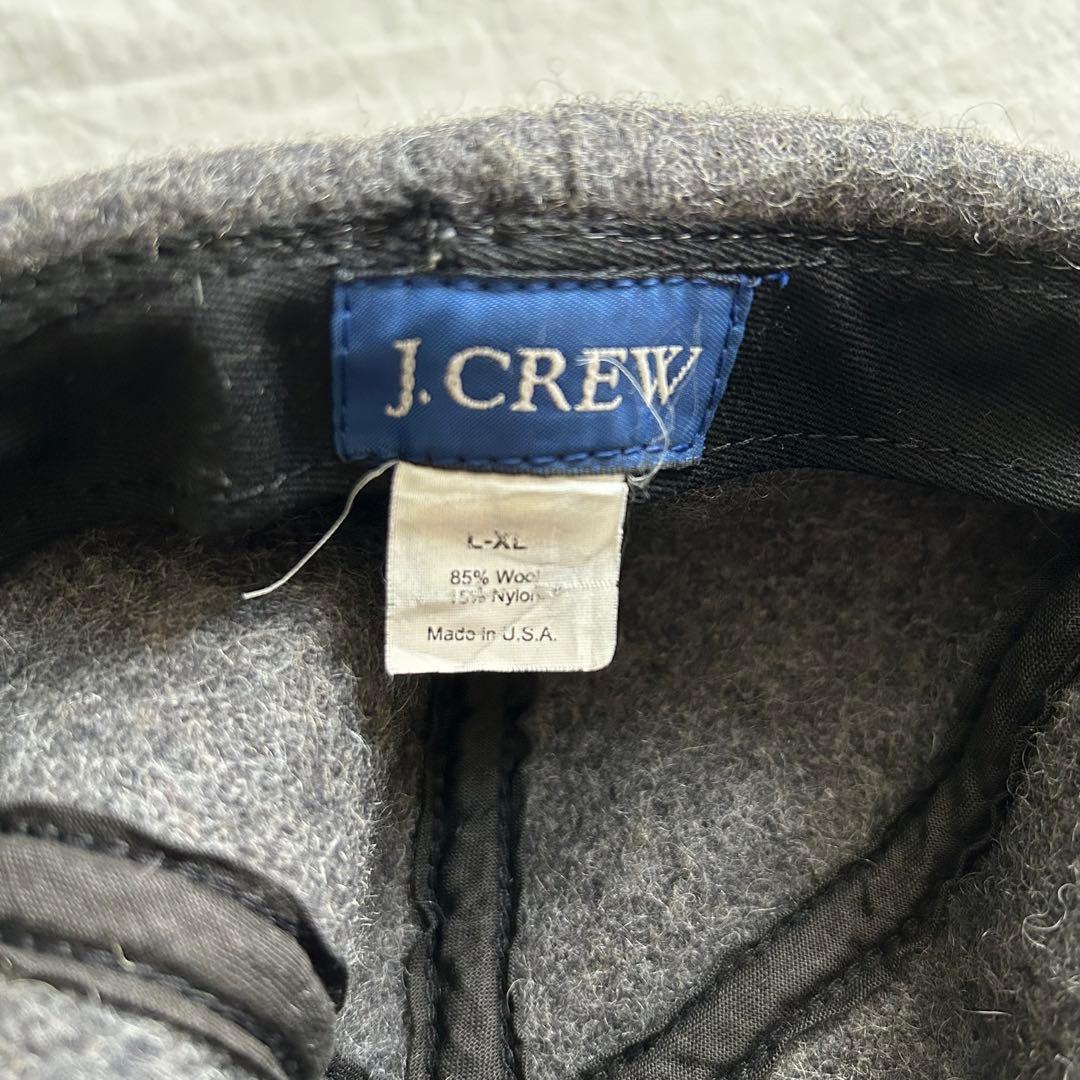 J.CREW
L-XL
85% Wool
15% Nylon
Made in U.S.A.